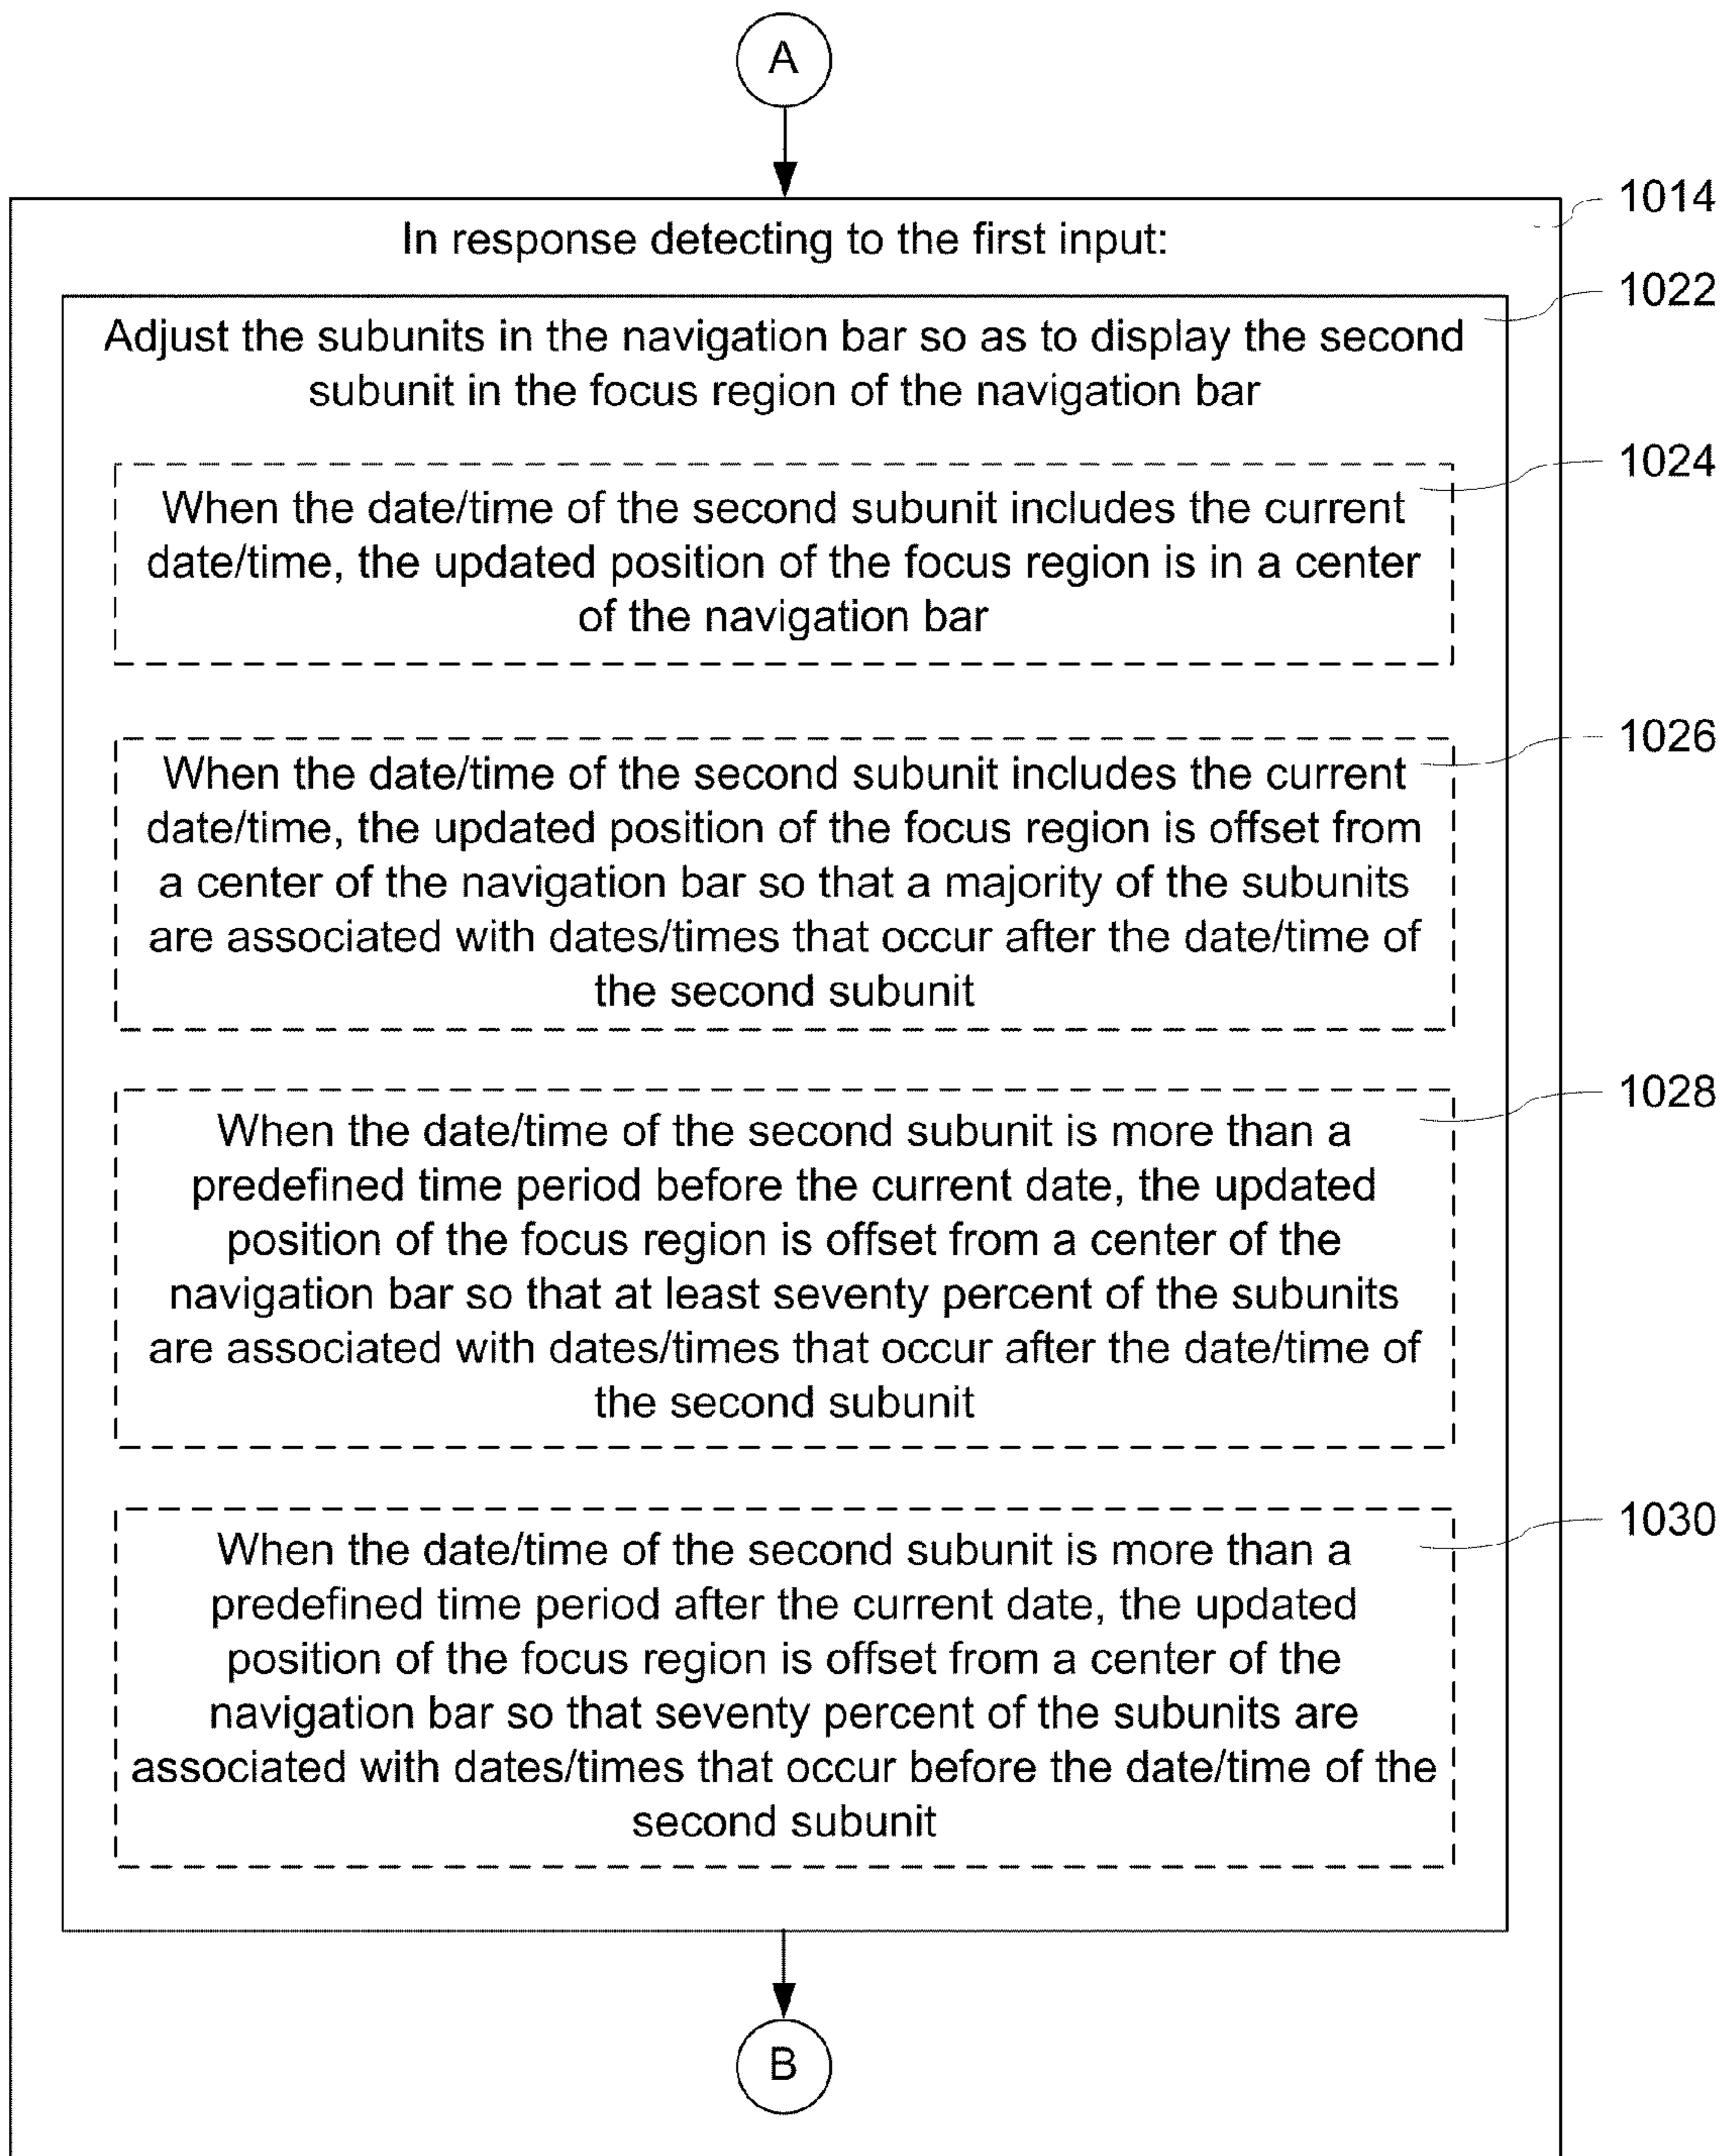 A
1014
In response detecting to the first input:
1022
Adjust the subunits in the navigation bar so as to display the second
subunit in the focus region of the navigation bar
1024
When the date/time of the second subunit includes the current
date/time, the updated position of the focus region is in a center
of the navigation bar
1026
When the date/time of the second subunit includes the current
date/time, the updated position of the focus region is offset from
a center of the navigation bar so that a majority of the subunits
are associated with dates/times that occur after the date/time of
the second subunit
1028
When the date/time of the second subunit is more than a
predefined time period before the current date, the updated
position of the focus region is offset from a center of the
navigation bar so that at least seventy percent of the subunits
are associated with dates/times that occur after the date/time of
the second subunit
1030
When the date/time of the second subunit is more than a
predefined time period after the current date, the updated
position of the focus region is offset from a center of the
navigation bar so that seventy percent of the subunits are
associated with dates/times that occur before the date/time of the
second subunit
B